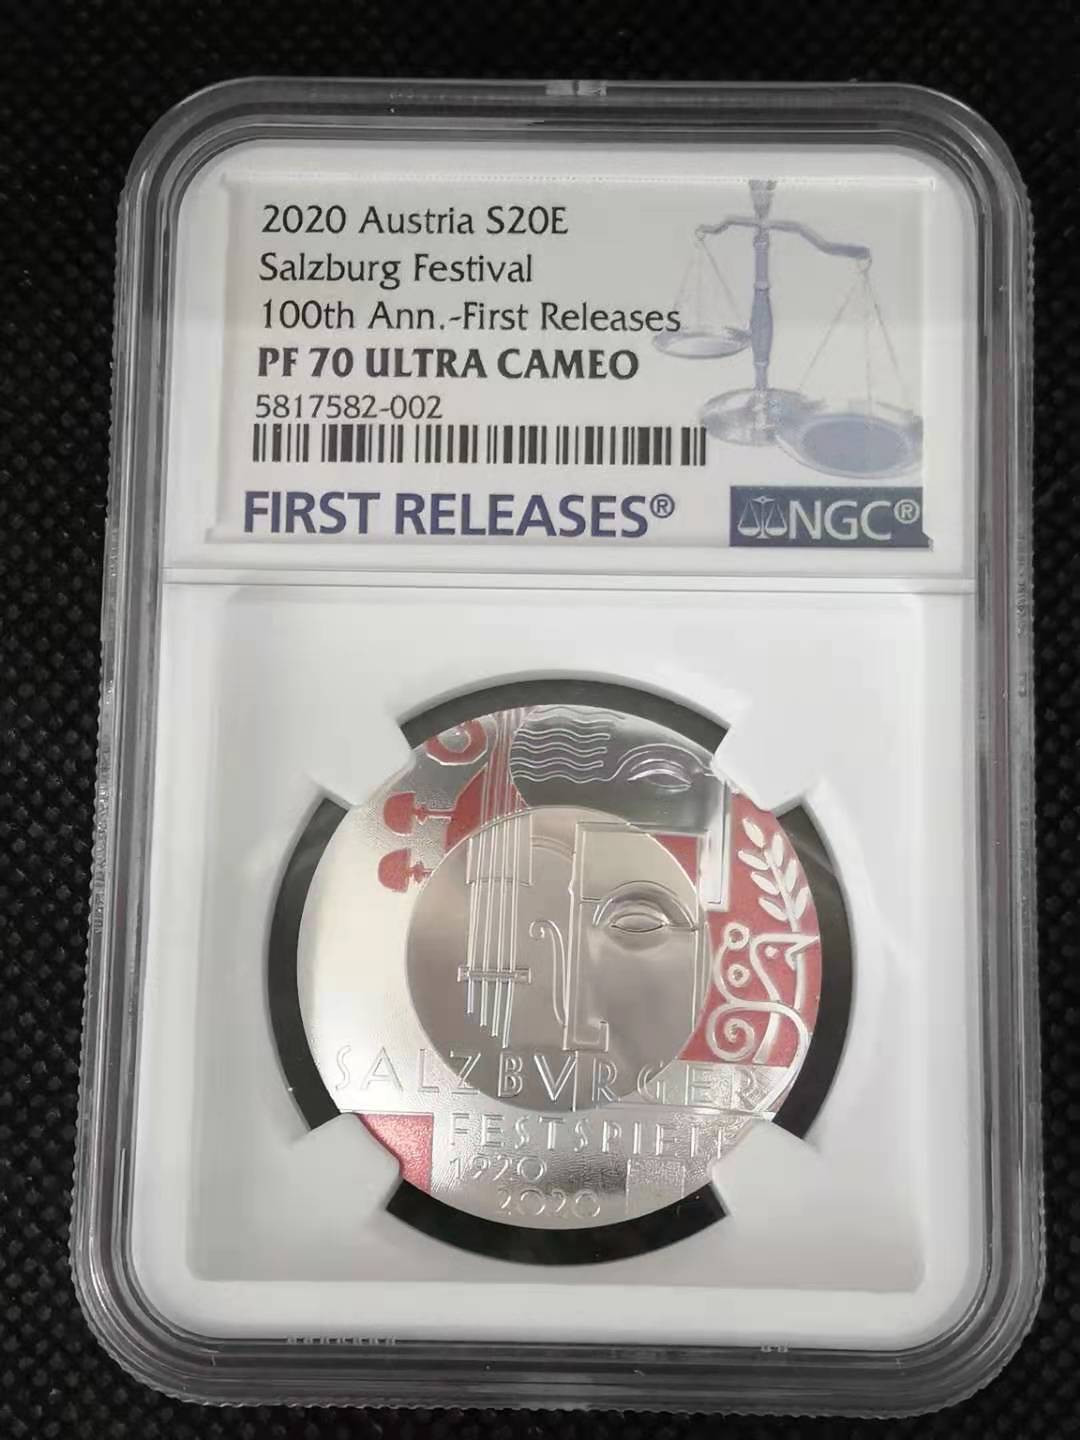 2020 Austria S20E
Salzburg Festival
100th Ann.-First Releases
PF 70 ULTRA CAMEO
5817582-002
FIRST RELEASES®
NGC®
SALZBVRGER
FESTSPIELE
1920
2020